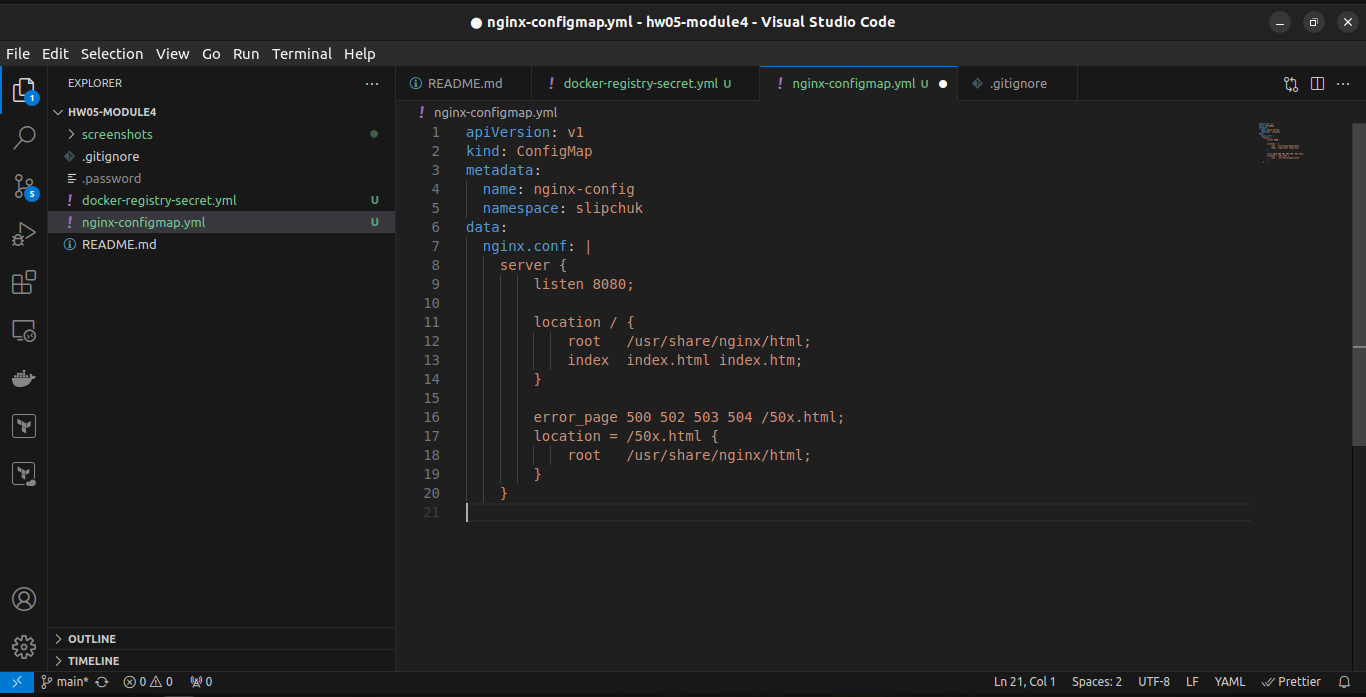 ● nginx-configmap.yml - hw05-module4 - Visual Studio Code
File Edit Selection View Go Run Terminal Help
EXPLORER
HW05-MODULE4
screenshots
.gitignore
.password
docker-registry-secret.yml U
nginx-configmap.yml U
README.md
OUTLINE
TIMELINE
1
5
README.md docker-registry-secret.yml U nginx-configmap.yml U .gitignore
nginx-configmap.yml
1 apiVersion: v1
2 kind: ConfigMap
3 metadata:
4   name: nginx-config
5   namespace: slipchuk
6 data:
7   nginx.conf: |
8     server {
9         listen 8080;
10
11         location / {
12             root   /usr/share/nginx/html;
13             index  index.html index.htm;
14         }
15
16         error_page 500 502 503 504 /50x.html;
17         location = /50x.html {
18             root   /usr/share/nginx/html;
19         }
20     }
21
main* 0 0 0 Ln 21, Col 1 Spaces: 2 UTF-8 LF YAML Prettier